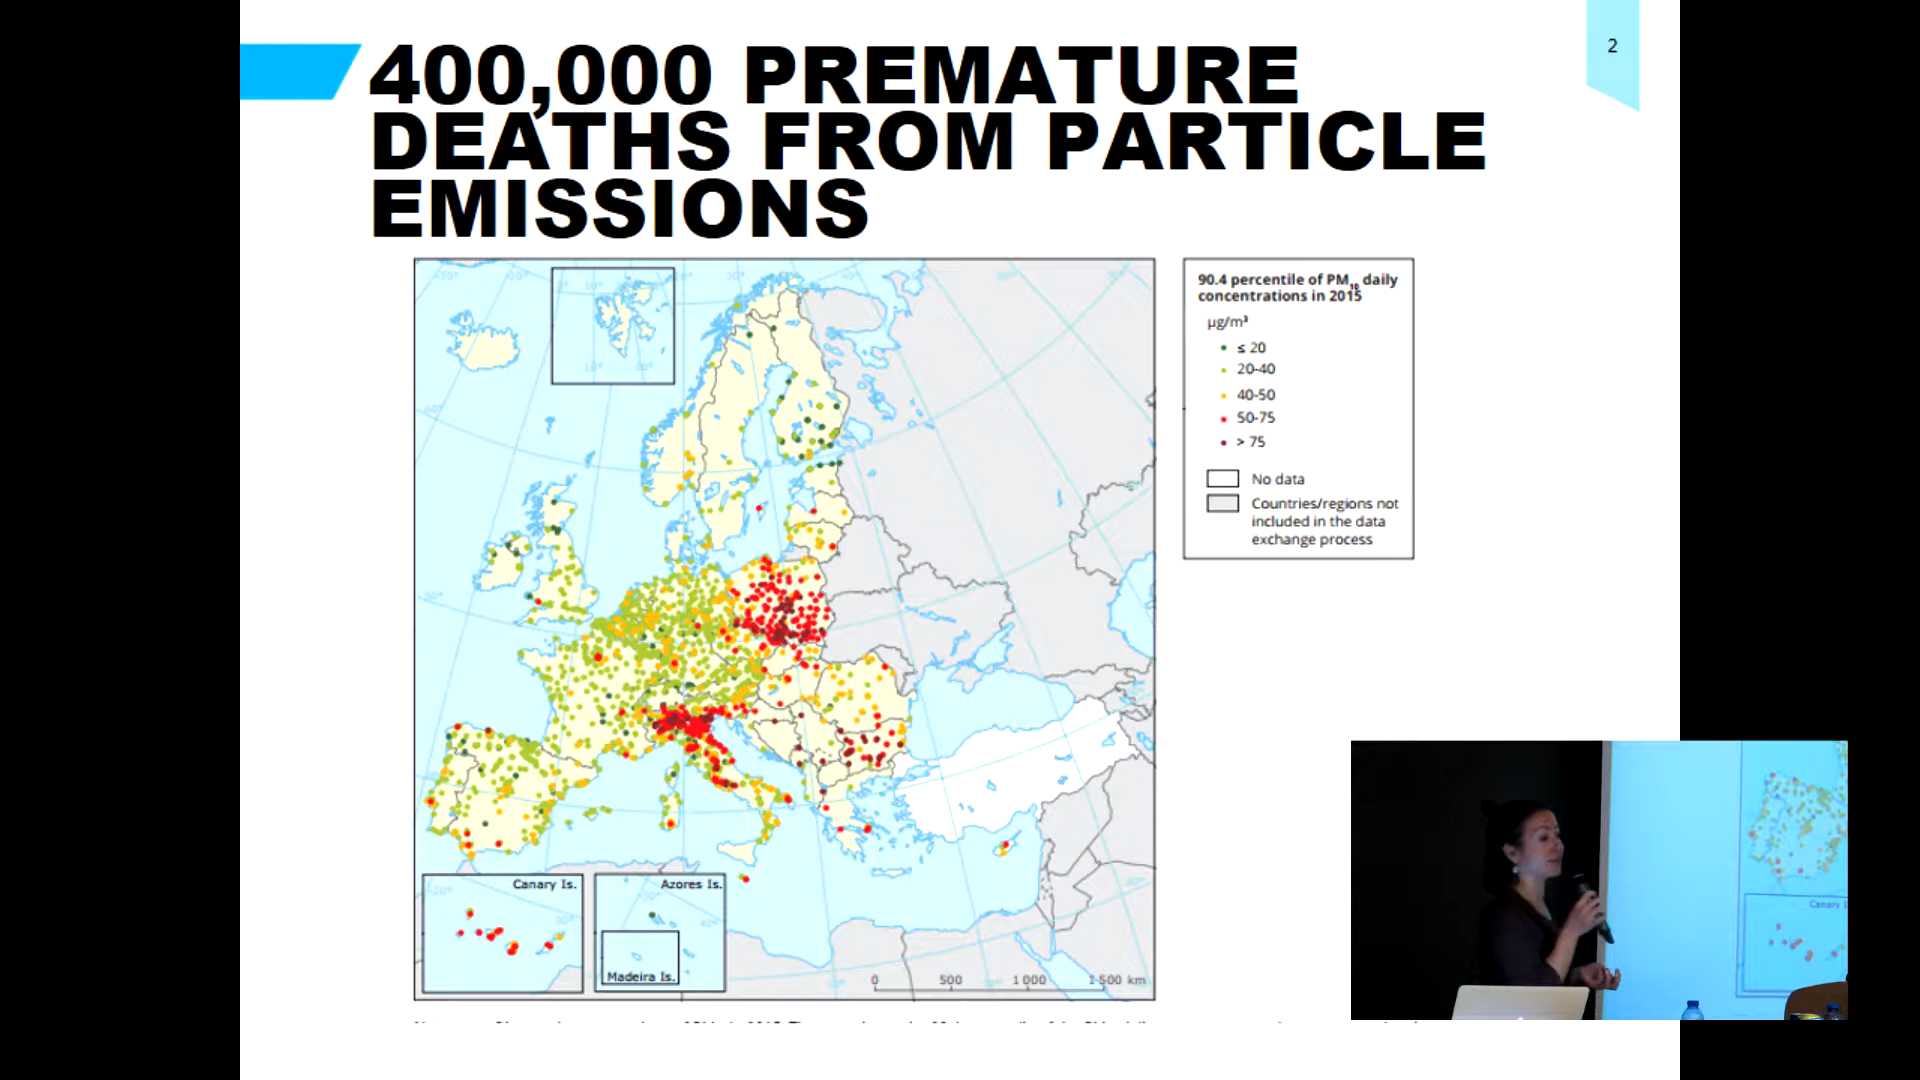 2
400,000 PREMATURE
DEATHS FROM PARTICLE
EMISSIONS
90.4 percentile of PM₁₀ daily
concentrations in 2015
µg/m³
≤ 20
20-40
40-50
50-75
> 75
No data
Countries/regions not
included in the data
exchange process
Canary Is.
Azores Is.
Madeira Is.
0 500 1 000 1 500 km